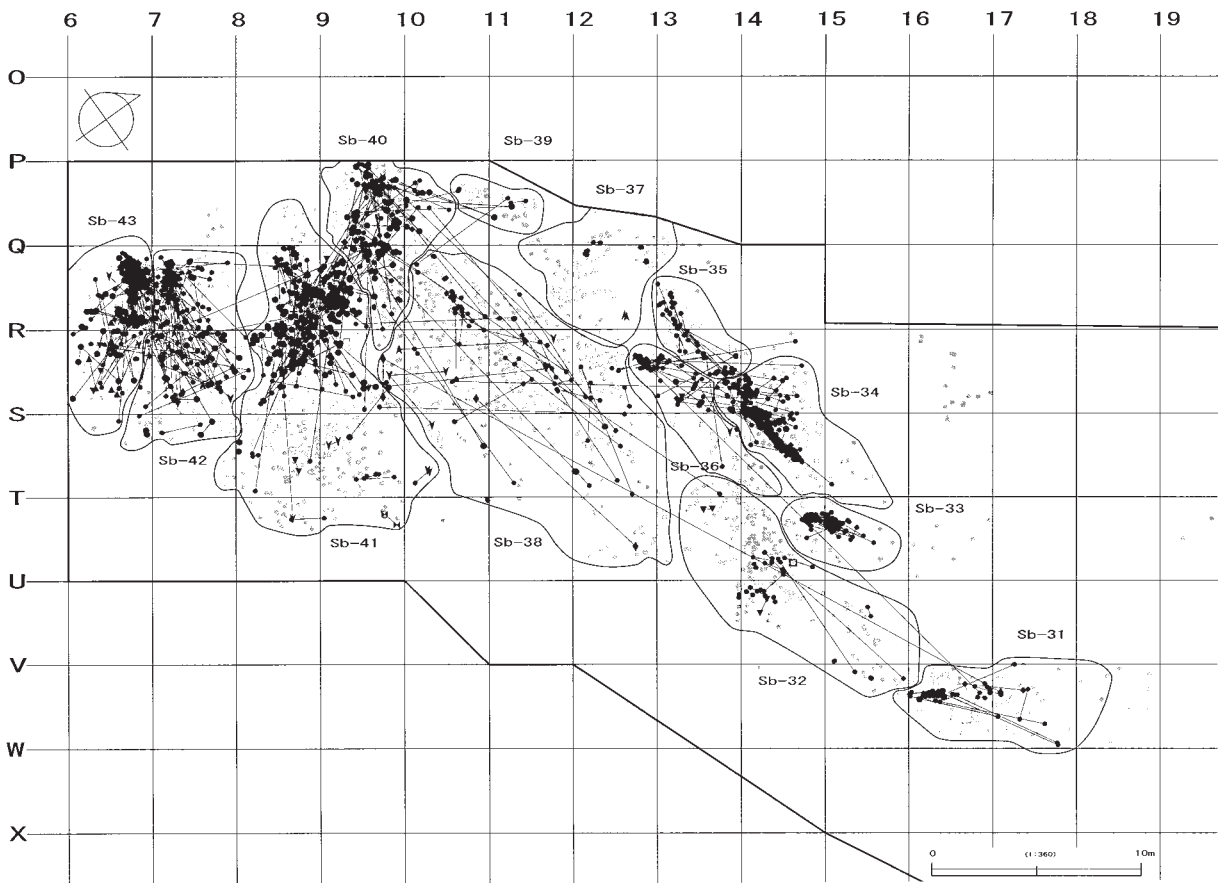 6 7 8 9 10 11 12 13 14 15 16 17 18 19
O
Sb-40 Sb-39
P
Sb-37
Sb-43
Q
Sb-35
R
Sb-34
S
Sb-42 Sb-36
T
Sb-33
Sb-41 Sb-38
U
Sb-31
V
Sb-32
W
X
0 (1:360) 10m